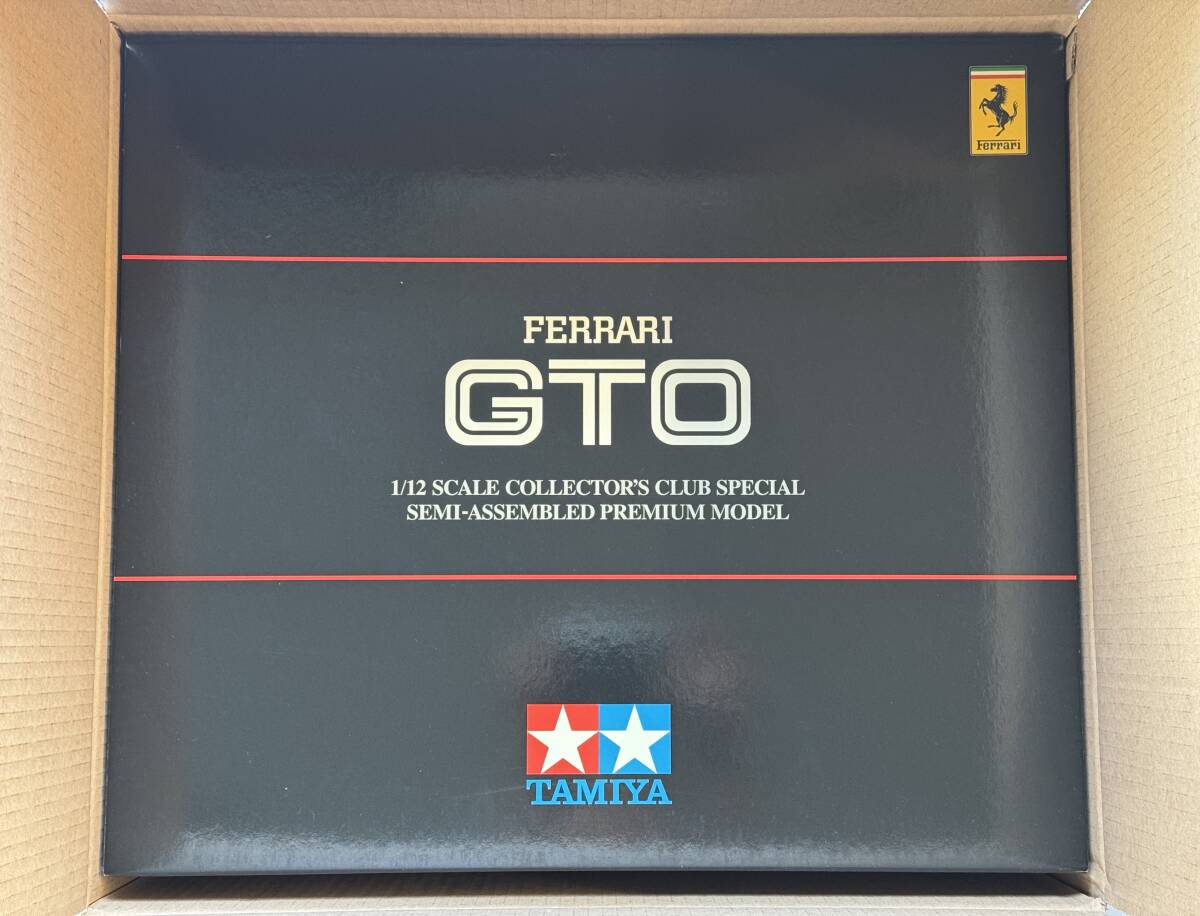 Ferrari
FERRARI
GTO
1/12 SCALE COLLECTOR'S CLUB SPECIAL
SEMI-ASSEMBLED PREMIUM MODEL
TAMIYA